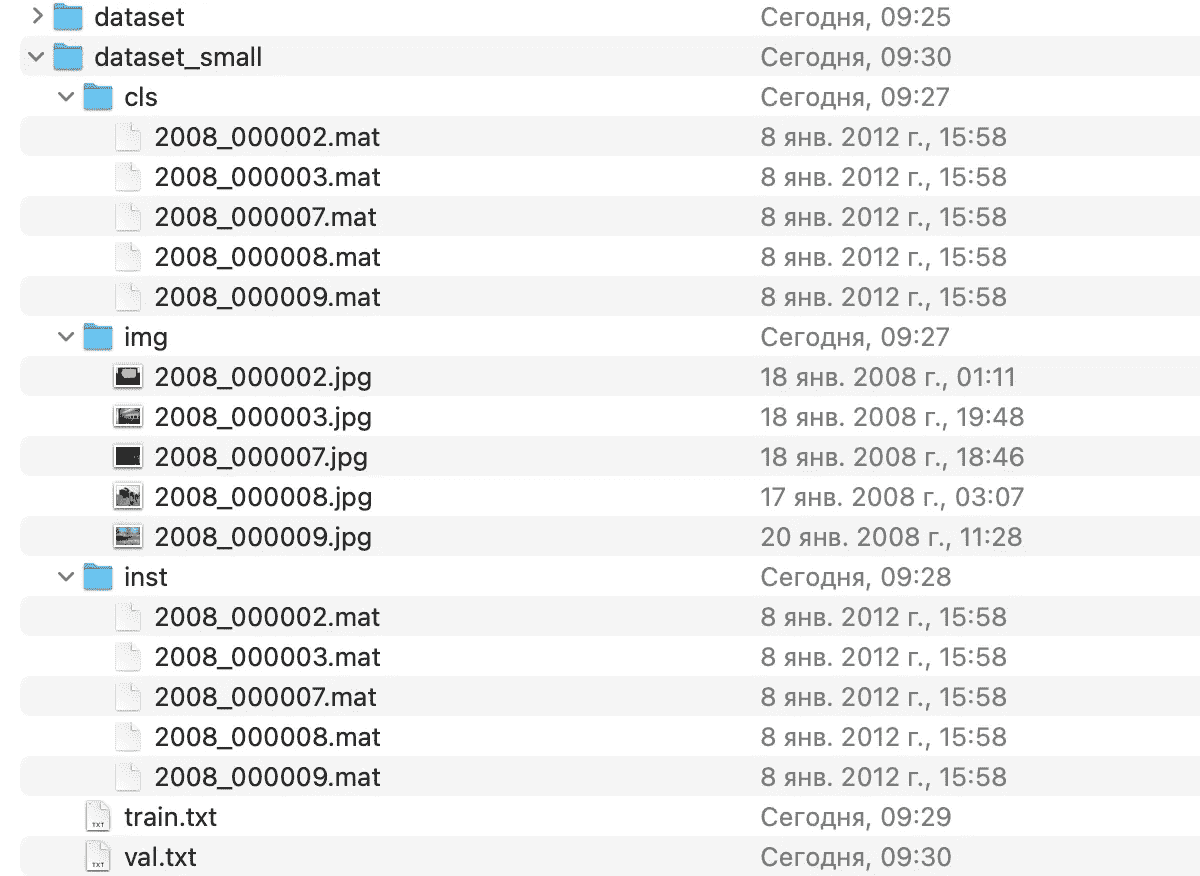 dataset Сегодня, 09:25
dataset_small Сегодня, 09:30
cls Сегодня, 09:27
2008_000002.mat 8 янв. 2012 г., 15:58
2008_000003.mat 8 янв. 2012 г., 15:58
2008_000007.mat 8 янв. 2012 г., 15:58
2008_000008.mat 8 янв. 2012 г., 15:58
2008_000009.mat 8 янв. 2012 г., 15:58
img Сегодня, 09:27
2008_000002.jpg 18 янв. 2008 г., 01:11
2008_000003.jpg 18 янв. 2008 г., 19:48
2008_000007.jpg 18 янв. 2008 г., 18:46
2008_000008.jpg 17 янв. 2008 г., 03:07
2008_000009.jpg 20 янв. 2008 г., 11:28
inst Сегодня, 09:28
2008_000002.mat 8 янв. 2012 г., 15:58
2008_000003.mat 8 янв. 2012 г., 15:58
2008_000007.mat 8 янв. 2012 г., 15:58
2008_000008.mat 8 янв. 2012 г., 15:58
2008_000009.mat 8 янв. 2012 г., 15:58
TXT train.txt Сегодня, 09:29
TXT val.txt Сегодня, 09:30